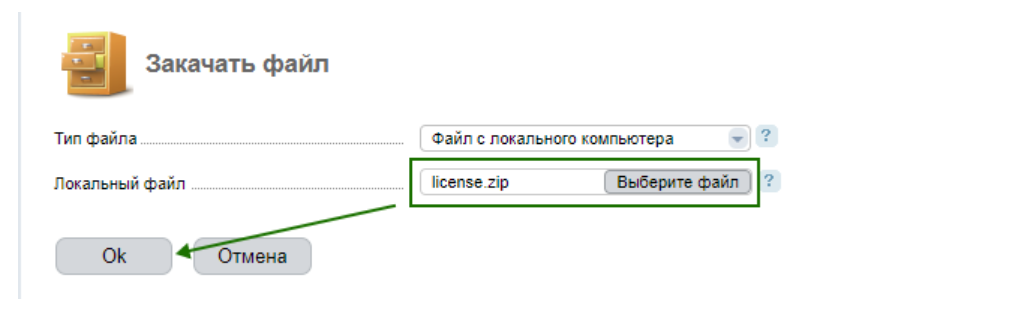 Закачать файл
Тип файла Файл с локального компьютера ?
Локальный файл license.zip Выберите файл ?
Ok Отмена